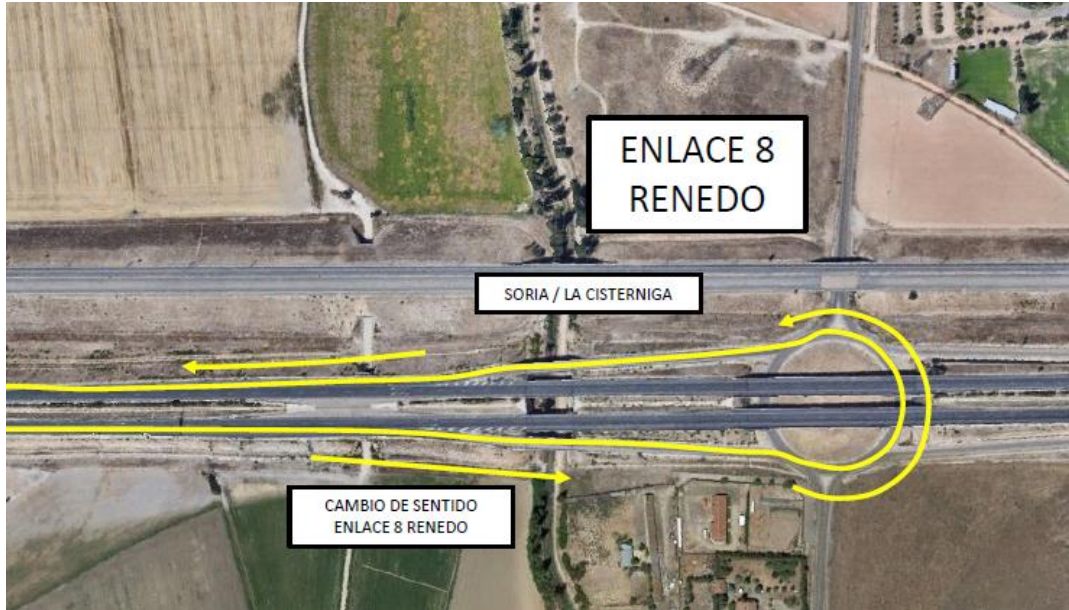 ENLACE 8
RENEDO
SORIA / LA CISTERNIGA
CAMBIO DE SENTIDO
ENLACE 8 RENEDO